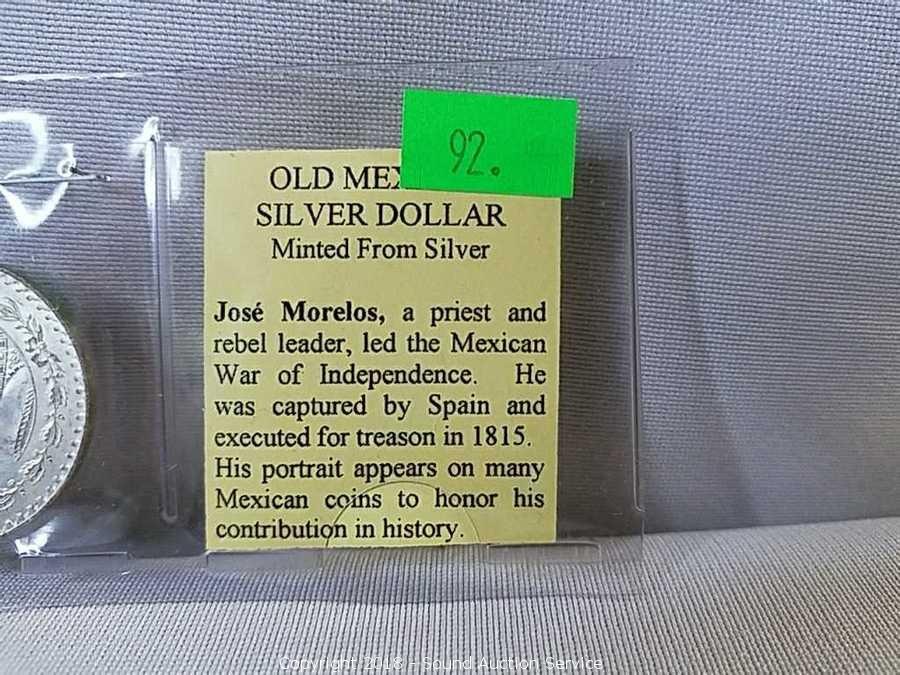 92.
OLD
SILVER DOLLAR
Minted From Silver
José Morelos, a priest and
rebel leader, led the Mexican
War of Independence. He
was captured by Spain and
executed for treason in 1815.
His portrait appears on many
Mexican coins to honor his
contribution in history.
Copyright 2018 - Sound Auction Service